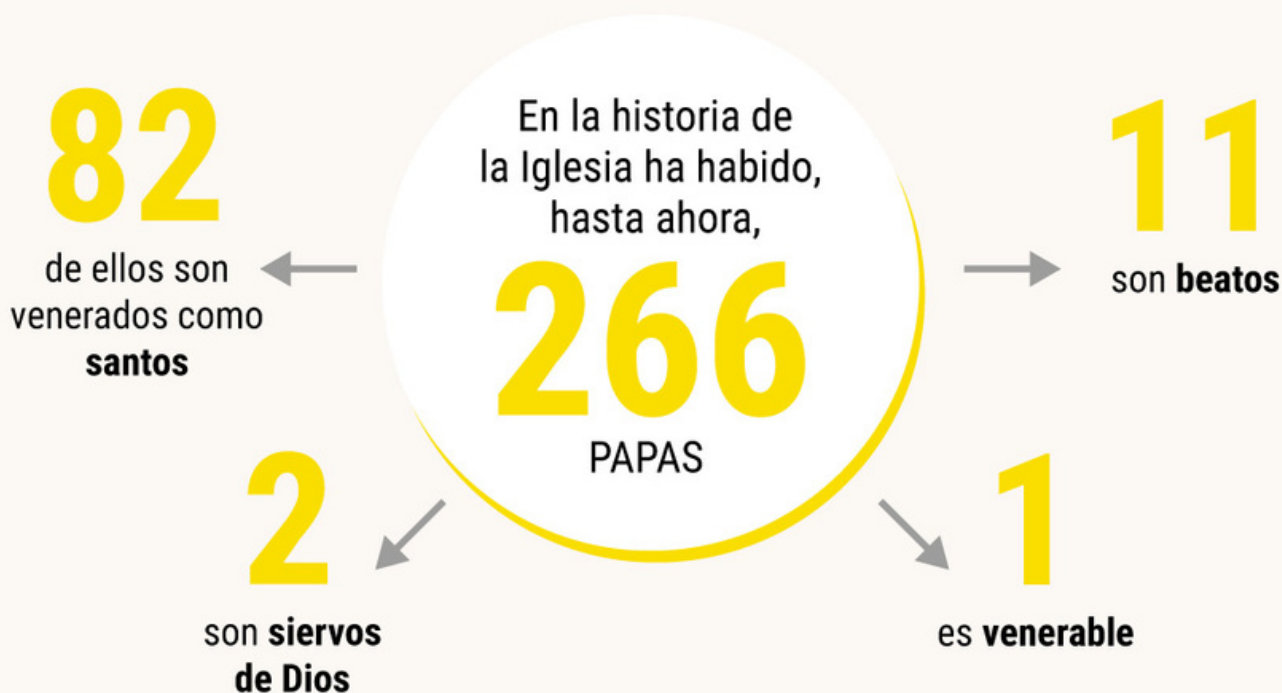 En la historia de
la Iglesia ha habido,
hasta ahora,
266
PAPAS
82
de ellos son
venerados como
santos
11
son beatos
2
son siervos
de Dios
1
es venerable